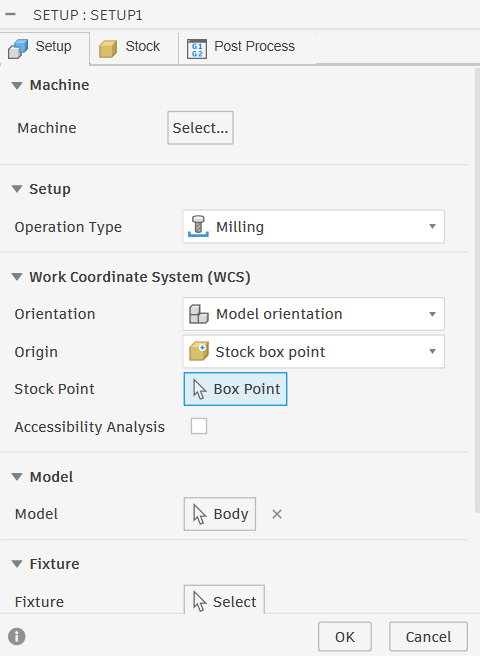 SETUP : SETUP1
Setup Stock G1 G2 Post Process
Machine
Machine Select...
Setup
Operation Type Milling
Work Coordinate System (WCS)
Orientation Model orientation
Origin Stock box point
Stock Point Box Point
Accessibility Analysis
Model
Model Body
Fixture
Fixture Select
OK Cancel